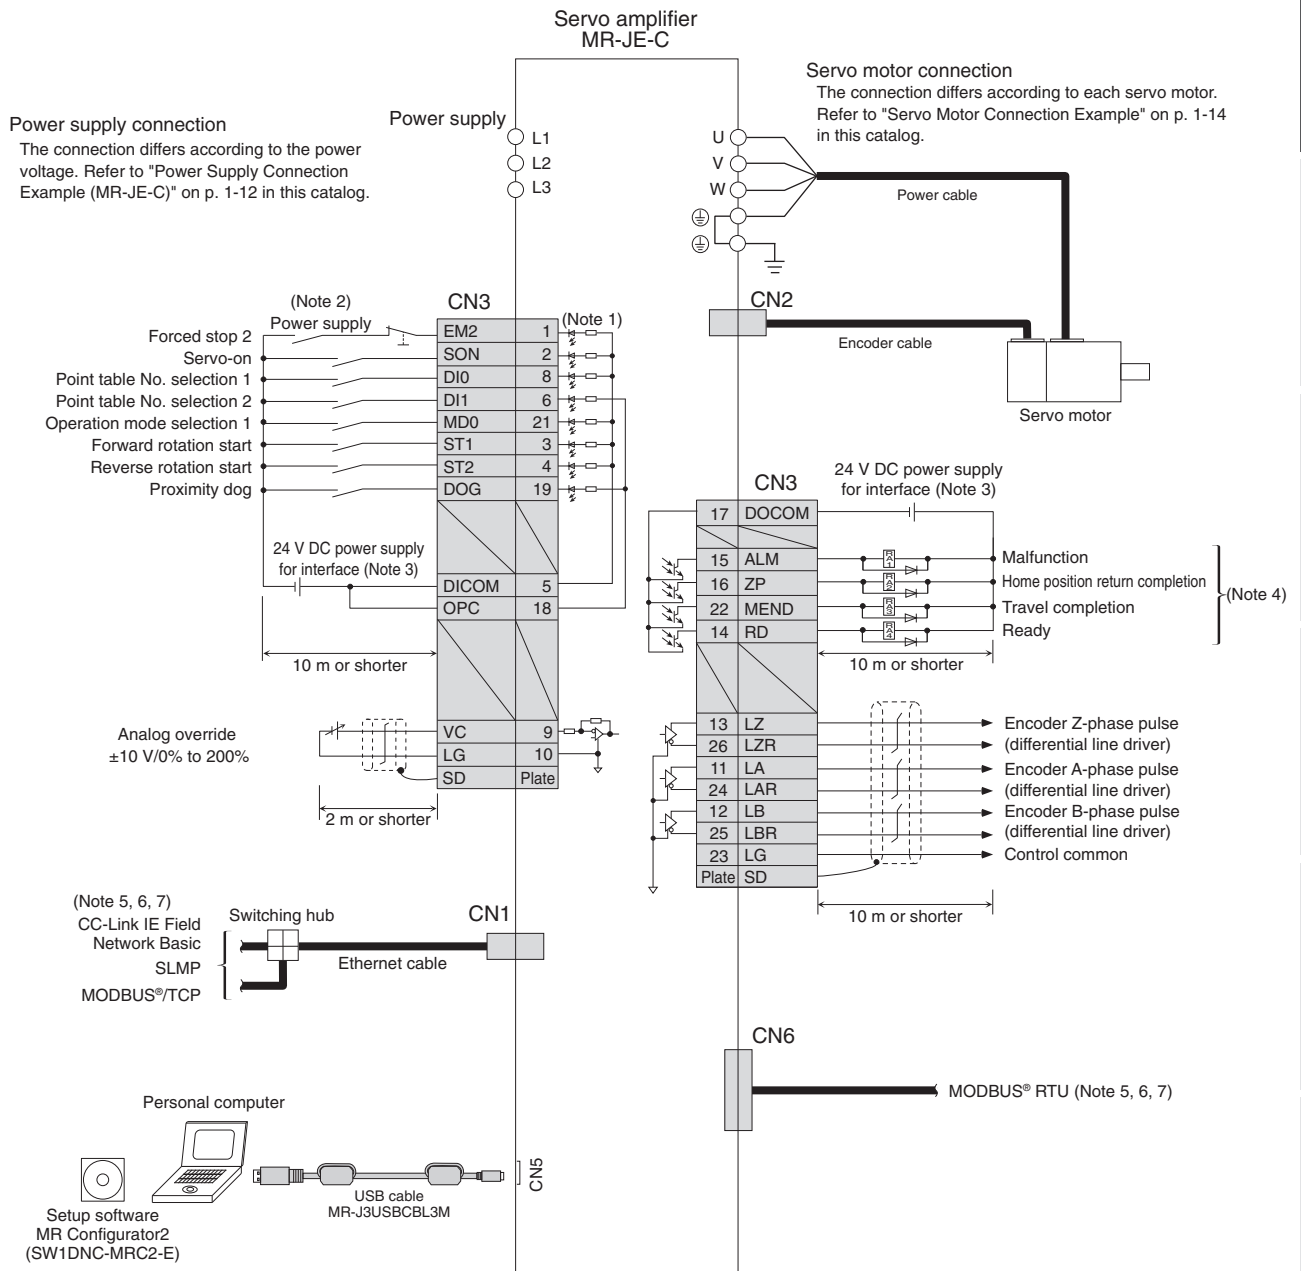 Servo amplifier
MR-JE-C
Power supply connection
The connection differs according to the power
voltage. Refer to "Power Supply Connection
Example (MR-JE-C)" on p. 1-12 in this catalog.
Power supply
L1
L2
L3
Servo motor connection
The connection differs according to each servo motor.
Refer to "Servo Motor Connection Example" on p. 1-14
in this catalog.
U
V
W
Power cable
CN2
Encoder cable
Servo motor
(Note 2)
Power supply
CN3
(Note 1)
Forced stop 2 EM2 1
Servo-on SON 2
Point table No. selection 1 DI0 8
Point table No. selection 2 DI1 6
Operation mode selection 1 MD0 21
Forward rotation start ST1 3
Reverse rotation start ST2 4
Proximity dog DOG 19
24 V DC power supply
for interface (Note 3)
DICOM 5
OPC 18
10 m or shorter
Analog override
±10 V/0% to 200%
VC 9
LG 10
SD Plate
2 m or shorter
CN3
24 V DC power supply
for interface (Note 3)
17 DOCOM
15 ALM RA1 Malfunction
16 ZP RA2 Home position return completion
22 MEND RA3 Travel completion
14 RD RA4 Ready
(Note 4)
10 m or shorter
13 LZ Encoder Z-phase pulse
26 LZR (differential line driver)
11 LA Encoder A-phase pulse
24 LAR (differential line driver)
12 LB Encoder B-phase pulse
25 LBR (differential line driver)
23 LG Control common
Plate SD
10 m or shorter
(Note 5, 6, 7)
CC-Link IE Field
Network Basic
SLMP
MODBUS®/TCP
Switching hub
Ethernet cable
CN1
CN6
MODBUS® RTU (Note 5, 6, 7)
Personal computer
Setup software
MR Configurator2
(SW1DNC-MRC2-E)
USB cable
MR-J3USBCBL3M
CN5